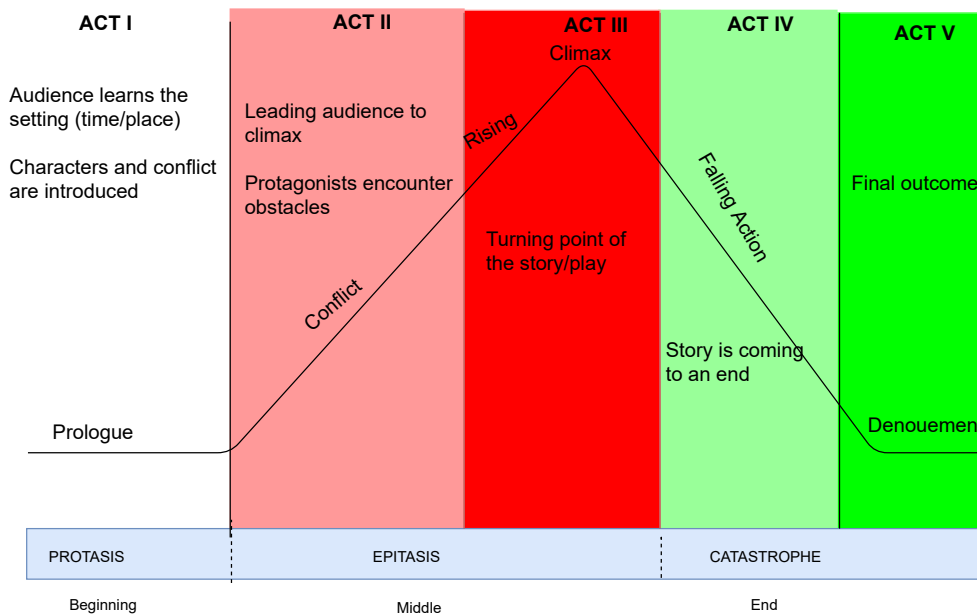 ACT I
Audience learns the
setting (time/place)
Characters and conflict
are introduced
Prologue
ACT II
Leading audience to
climax
Protagonists encounter
obstacles
Conflict
Rising
ACT III
Climax
Turning point of
the story/play
ACT IV
Falling Action
Story is coming
to an end
ACT V
Final outcome
Denouemen
PROTASIS
EPITASIS
CATASTROPHE
Beginning
Middle
End